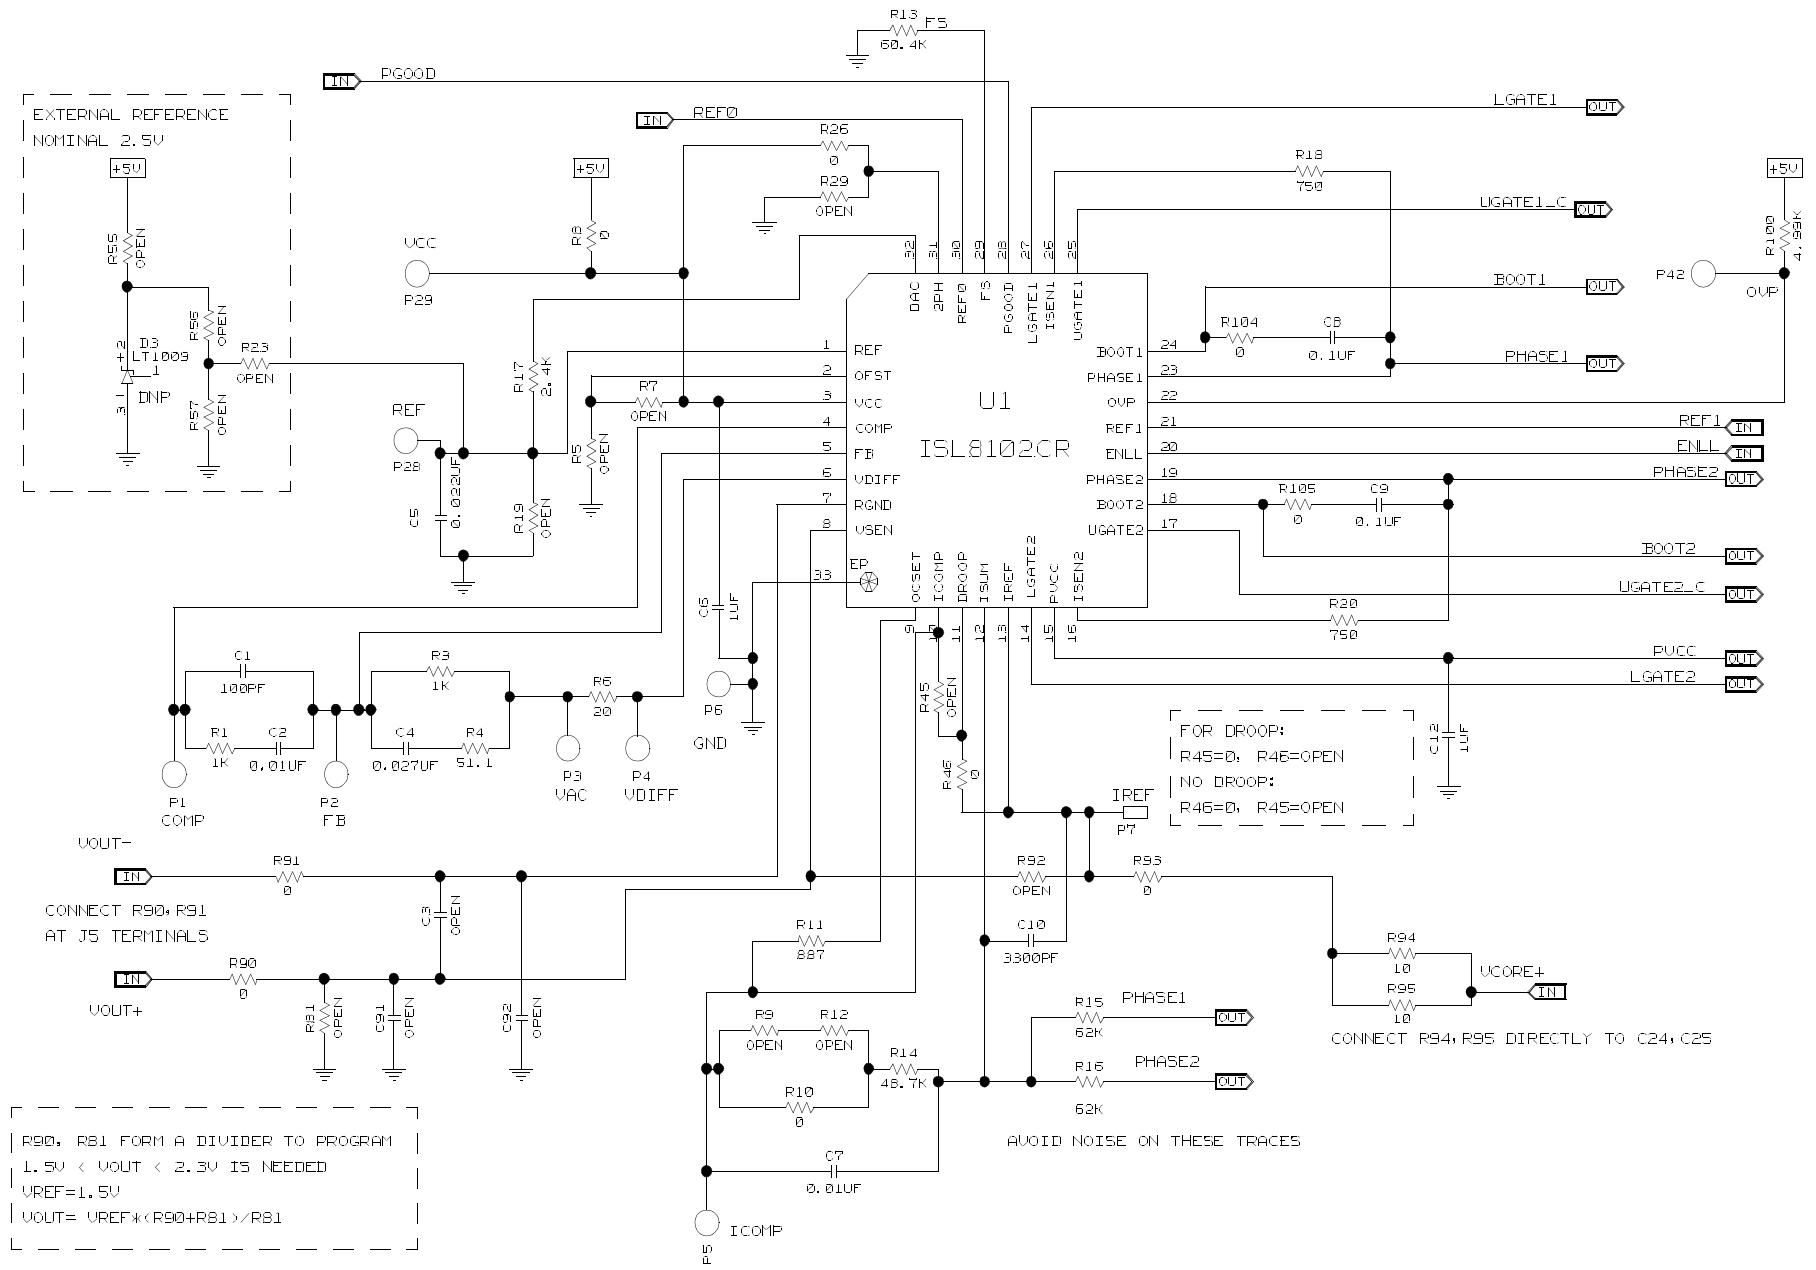 R13
FS
60.4K
IN
PGOOD
EXTERNAL REFERENCE
NOMINAL 2.5V
IN
REF0
LGATE1
OUT
R26
0
R29
OPEN
R18
750
+5V
+5V
+5V
UGATE1_C
OUT
R100
4.99K
R55
OPEN
R8
0
VCC
P29
P42
OVP
BOOT1
OUT
32
31
30
29
28
27
26
25
DAC
2PH
REF0
FS
PGOOD
LGATE1
ISEN1
UGATE1
R56
OPEN
D3
LT1009
+ 2
1
3 -
DNP
R23
OPEN
R57
OPEN
R104
0
C8
0.1UF
PHASE1
OUT
1 REF
2 OFST
3 VCC
4 COMP
5 FB
6 VDIFF
7 RGND
8 VSEN
33 EP
BOOT1 24
PHASE1 23
OVP 22
REF1 21
ENLL 20
PHASE2 19
BOOT2 18
UGATE2 17
U1
ISL8102CR
R17
2.4K
R7
OPEN
REF
P28
R5
OPEN
C5
0.022UF
R19
OPEN
REF1
IN
ENLL
IN
PHASE2
OUT
R105
0
C9
0.1UF
BOOT2
OUT
UGATE2_C
OUT
R20
750
OCSET
ICOMP
DROOP
ISUM
IREF
LGATE2
PVCC
ISEN2
9
10
11
12
13
14
15
16
C6
1UF
PVCC
OUT
LGATE2
OUT
C1
100PF
R1
1K
C2
0.01UF
R3
1K
C4
0.027UF
R4
51.1
R6
20
P6
GND
R45
OPEN
R46
0
C12
1UF
FOR DROOP:
R45=0, R46=OPEN
NO DROOP:
R46=0, R45=OPEN
P1
COMP
P2
FB
P3
VAC
P4
VDIFF
IREF
P7
VOUT-
IN
R91
0
CONNECT R90,R91
AT J5 TERMINALS
IN
R90
0
VOUT+
C3
OPEN
R81
OPEN
C91
OPEN
C92
OPEN
R92
OPEN
R93
0
R11
887
C10
3300PF
R94
10
R95
10
VCORE+
IN
CONNECT R94,R95 DIRECTLY TO C24,C25
R9
OPEN
R12
OPEN
R10
0
R14
48.7K
R15
62K
PHASE1
OUT
R16
62K
PHASE2
OUT
AVOID NOISE ON THESE TRACES
C7
0.01UF
P5
ICOMP
R90, R81 FORM A DIVIDER TO PROGRAM
1.5V < VOUT < 2.3V IS NEEDED
VREF=1.5V
VOUT= VREF*(R90+R81)/R81